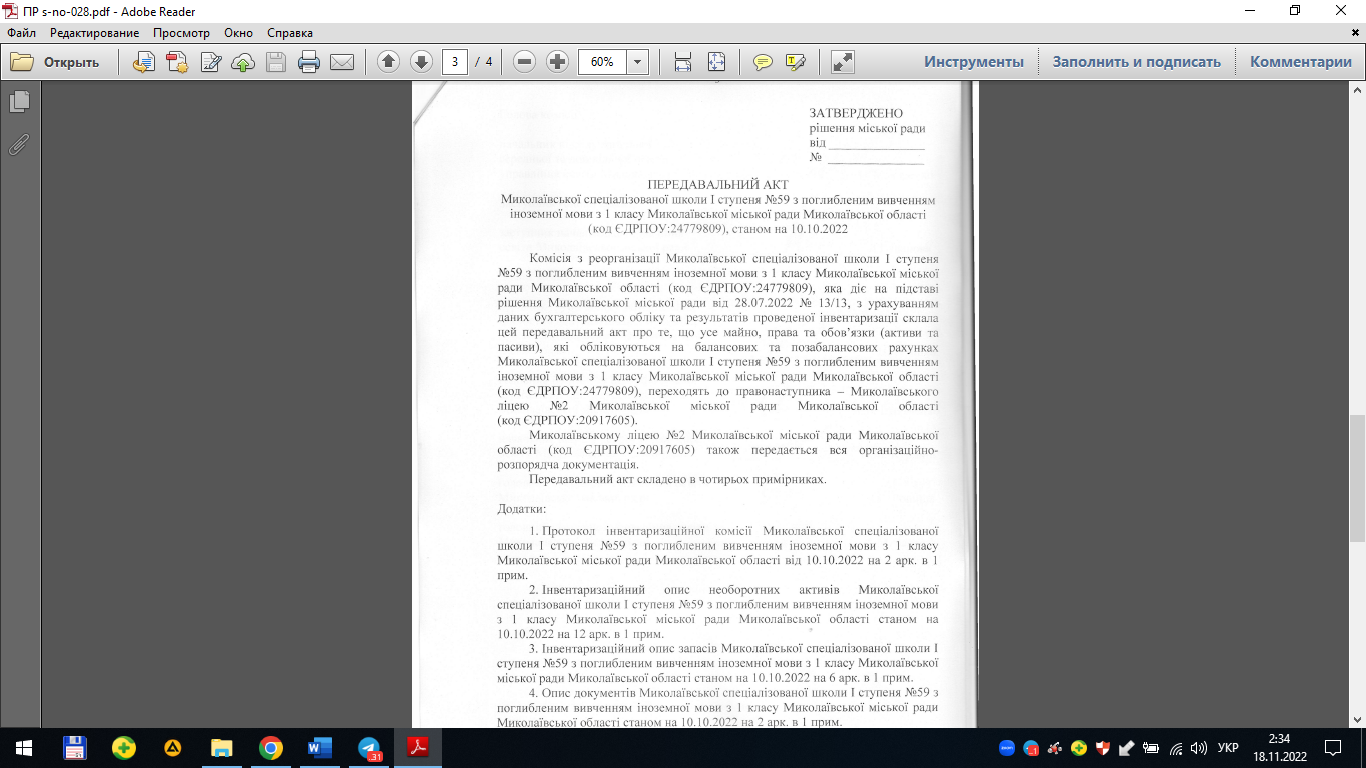 ПР s-no-028.pdf - Adobe Reader
Файл Редактирование Просмотр Окно Справка
Открыть
3 / 4
60%
Инструменты
Заполнить и подписать
Комментарии
ЗАТВЕРДЖЕНО
рішення міської ради
від _______________
№ _______________
ПЕРЕДАВАЛЬНИЙ АКТ
Миколаївської спеціалізованої школи І ступеня №59 з поглибленим вивченням
іноземної мови з 1 класу Миколаївської міської ради Миколаївської області
(код ЄДРПОУ:24779809), станом на 10.10.2022
Комісія з реорганізації Миколаївської спеціалізованої школи І ступеня
№59 з поглибленим вивченням іноземної мови з 1 класу Миколаївської міської
ради Миколаївської області (код ЄДРПОУ:24779809), яка діє на підставі
рішення Миколаївської міської ради від 28.07.2022 № 13/13, з урахуванням
даних бухгалтерського обліку та результатів проведеної інвентаризації склала
цей передавальний акт про те, що усе майно, права та обов'язки (активи та
пасиви), які обліковуються на балансових та позабалансових рахунках
Миколаївської спеціалізованої школи І ступеня №59 з поглибленим вивченням
іноземної мови з 1 класу Миколаївської міської ради Миколаївської області
(код ЄДРПОУ:24779809), переходять до правонаступника – Миколаївського
ліцею №2 Миколаївської міської ради Миколаївської області
(код ЄДРПОУ:20917605).
Миколаївському ліцею №2 Миколаївської міської ради Миколаївської
області (код ЄДРПОУ:20917605) також передається вся організаційно-
розпорядча документація.
Передавальний акт складено в чотирьох примірниках.
Додатки:
1. Протокол інвентаризаційної комісії Миколаївської спеціалізованої
школи І ступеня №59 з поглибленим вивченням іноземної мови з 1 класу
Миколаївської міської ради Миколаївської області від 10.10.2022 на 2 арк. в 1
прим.
2. Інвентаризаційний опис необоротних активів Миколаївської
спеціалізованої школи І ступеня №59 з поглибленим вивченням іноземної мови
з 1 класу Миколаївської міської ради Миколаївської області станом на
10.10.2022 на 12 арк. в 1 прим.
3. Інвентаризаційний опис запасів Миколаївської спеціалізованої школи І
ступеня №59 з поглибленим вивченням іноземної мови з 1 класу Миколаївської
міської ради Миколаївської області станом на 10.10.2022 на 6 арк. в 1 прим.
4. Опис документів Миколаївської спеціалізованої школи І ступеня №59 з
поглибленим вивченням іноземної мови з 1 класу Миколаївської міської ради
Миколаївської області станом на 10.10.2022 на 2 арк. в 1 прим.
УКР
2:34
18.11.2022